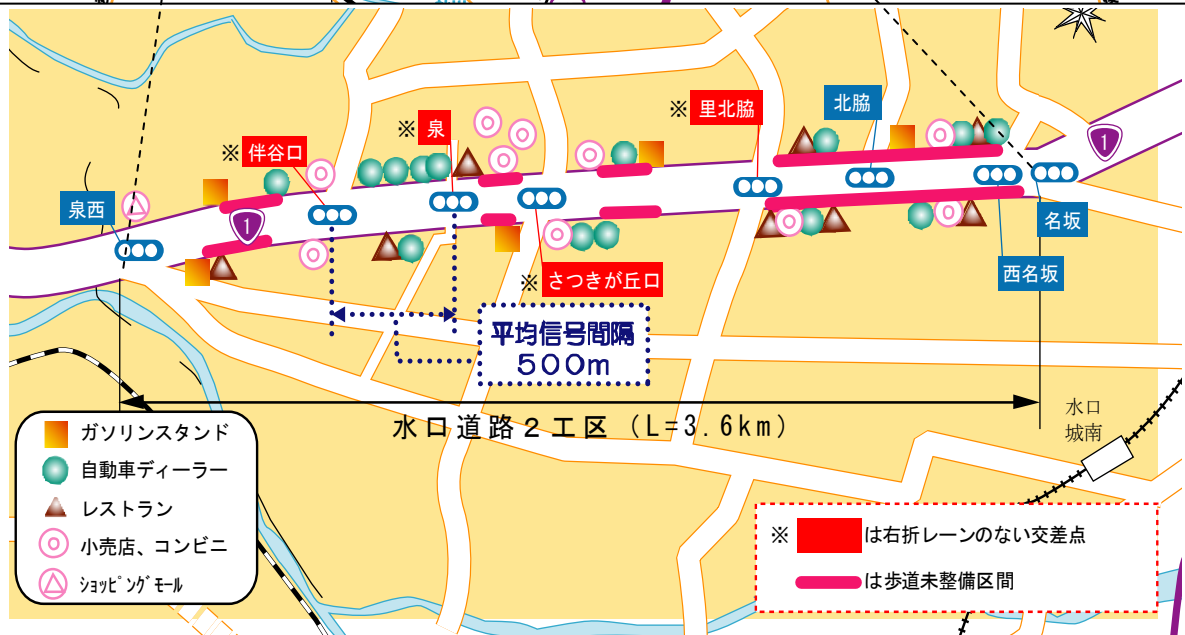 ※ 里北脇
北脇
※ 泉
※ 伴谷口
1
泉西
1
名坂
西名坂
※ さつきが丘口
平均信号間隔
500m
水口道路2工区 (L=3.6km)
水口
城南
ガソリンスタンド
自動車ディーラー
レストラン
小売店、コンビニ
ｼｮｯﾋﾟﾝｸﾞﾓｰﾙ
※ は右折レーンのない交差点
は歩道未整備区間